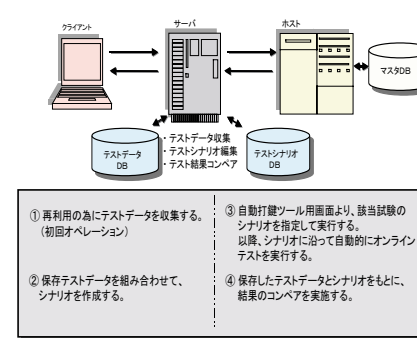 クライアント
サーバ
ホスト
マスタDB
テストデータ
DB
・テストデータ収集
・テストシナリオ編集
・テスト結果コンペア
テストシナリオ
DB
① 再利用の為にテストデータを収集する。
(初回オペレーション)
② 保存テストデータを組み合わせて、
シナリオを作成する。
③ 自動打鍵ツール用画面より、該当試験の
シナリオを指定して実行する。
以降、シナリオに沿って自動的にオンライン
テストを実行する。
④ 保存したテストデータとシナリオをもとに、
結果のコンペアを実施する。